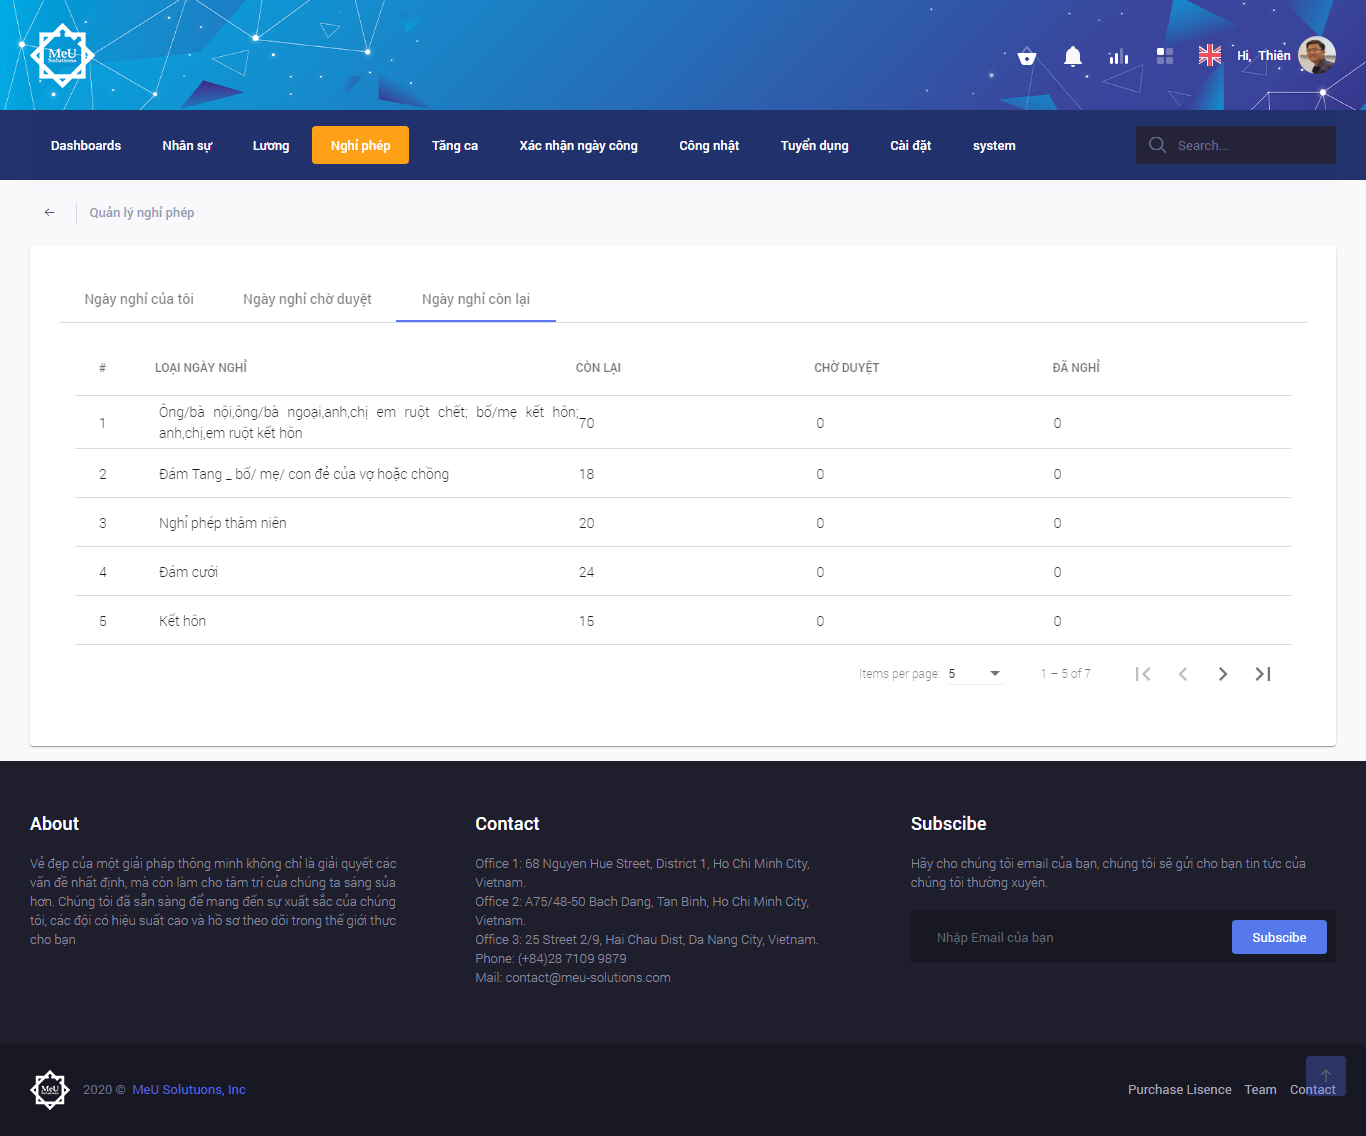 MeU
Solutions
Hi, Thiên
Dashboards
Nhân sự
Lương
Nghỉ phép
Tăng ca
Xác nhận ngày công
Công nhật
Tuyển dụng
Cài đặt
system
Search...
Quản lý nghỉ phép
Ngày nghỉ của tôi
Ngày nghỉ chờ duyệt
Ngày nghỉ còn lại
# LOẠI NGÀY NGHỈ CÒN LẠI CHỜ DUYỆT ĐÃ NGHỈ
1 Ông/bà nội,ông/bà ngoại,anh,chị em ruột chết; bố/mẹ kết hôn; anh,chị,em ruột kết hôn 70 0 0
2 Đám Tang _ bố/ mẹ/ con đẻ của vợ hoặc chồng 18 0 0
3 Nghỉ phép thâm niên 20 0 0
4 Đám cưới 24 0 0
5 Kết hôn 15 0 0
Items per page: 5 1 – 5 of 7
About
Vẻ đẹp của một giải pháp thông minh không chỉ là giải quyết các
vấn đề nhất định, mà còn làm cho tâm trí của chúng ta sáng sủa
hơn. Chúng tôi đã sẵn sàng để mang đến sự xuất sắc của chúng
tôi, các đội có hiệu suất cao và hồ sơ theo dõi trong thế giới thực
cho bạn
Contact
Office 1: 68 Nguyen Hue Street, District 1, Ho Chi Minh City,
Vietnam.
Office 2: A75/48-50 Bach Dang, Tan Binh, Ho Chi Minh City,
Vietnam.
Office 3: 25 Street 2/9, Hai Chau Dist, Da Nang City, Vietnam.
Phone: (+84)28 7109 9879
Mail: contact@meu-solutions.com
Subscibe
Hãy cho chúng tôi email của bạn, chúng tôi sẽ gửi cho bạn tin tức của
chúng tôi thường xuyên.
Nhập Email của bạn
Subscibe
MeU
Solutions
2020 © MeU Solutuons, Inc
Purchase Lisence
Team
Contact